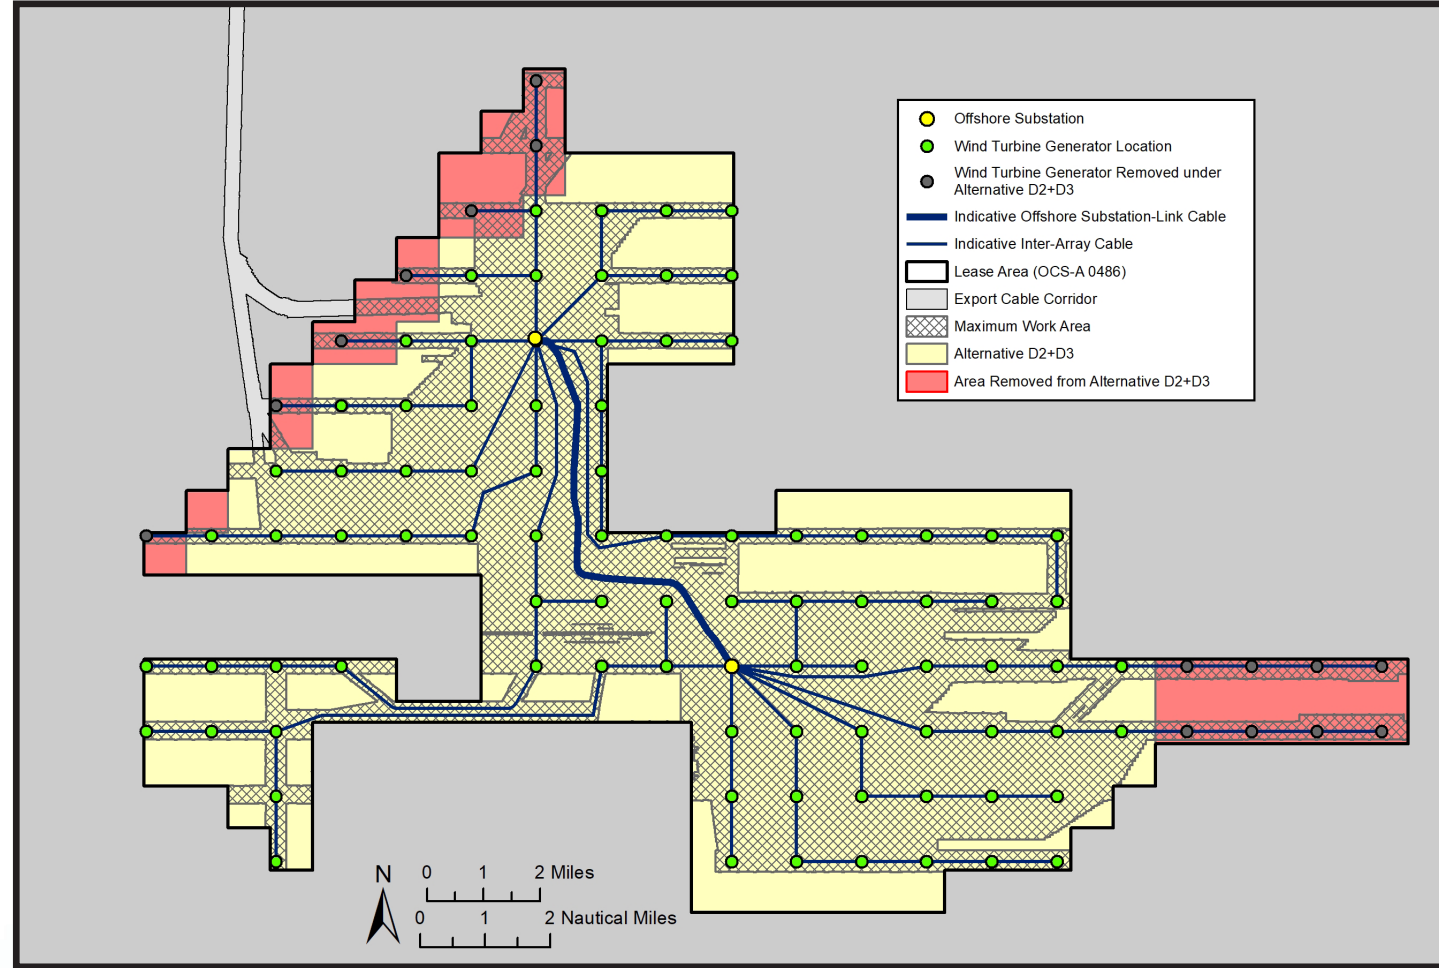 Offshore Substation
Wind Turbine Generator Location
Wind Turbine Generator Removed under
Alternative D2+D3
Indicative Offshore Substation-Link Cable
Indicative Inter-Array Cable
Lease Area (OCS-A 0486)
Export Cable Corridor
Maximum Work Area
Alternative D2+D3
Area Removed from Alternative D2+D3
N
0 1 2 Miles
0 1 2 Nautical Miles